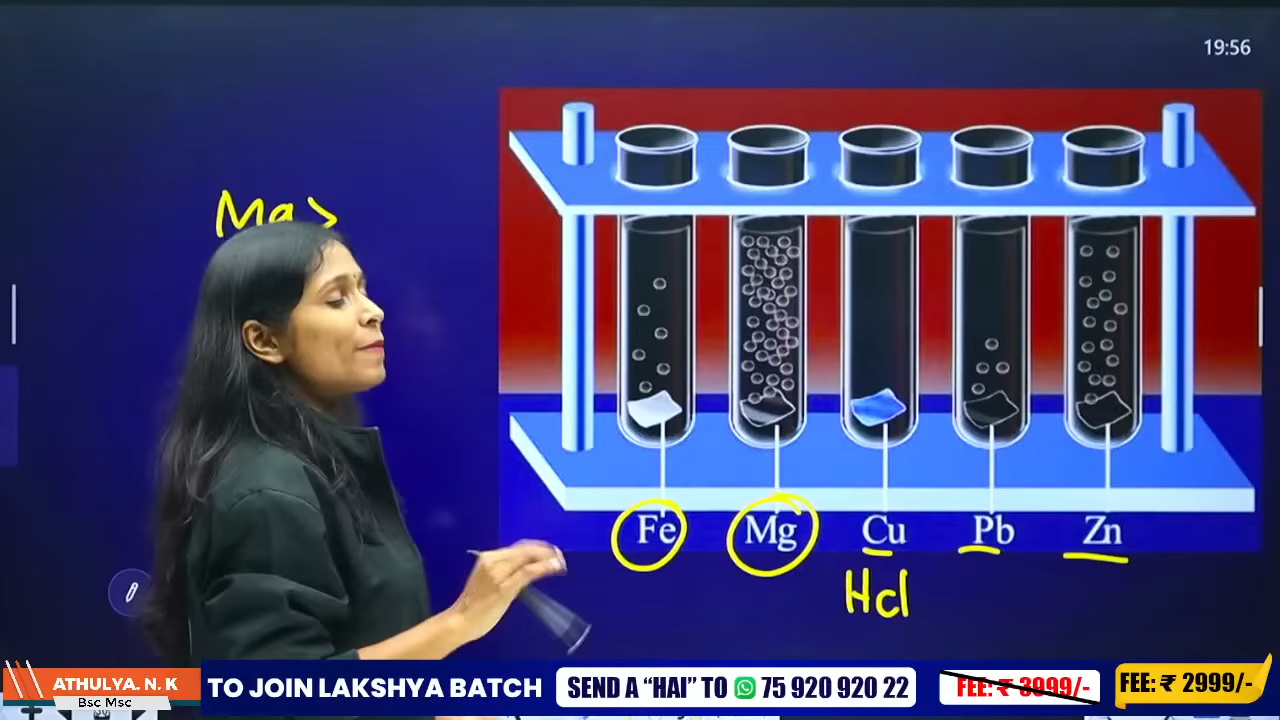 19:56
Mg >
Fe Mg Cu Pb Zn
Hcl
ATHULYA. N. K
Bsc Msc
TO JOIN LAKSHYA BATCH
SEND A “HAI” TO 75 920 920 22
FEE: ₹ 3999/-
FEE: ₹ 2999/-